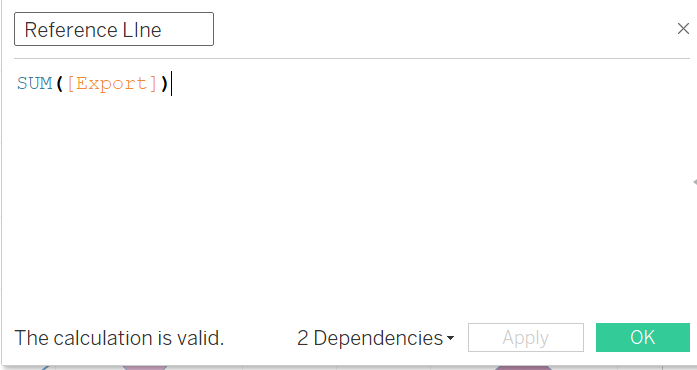 Reference LIne
SUM([Export])
The calculation is valid.
2 Dependencies
Apply
OK